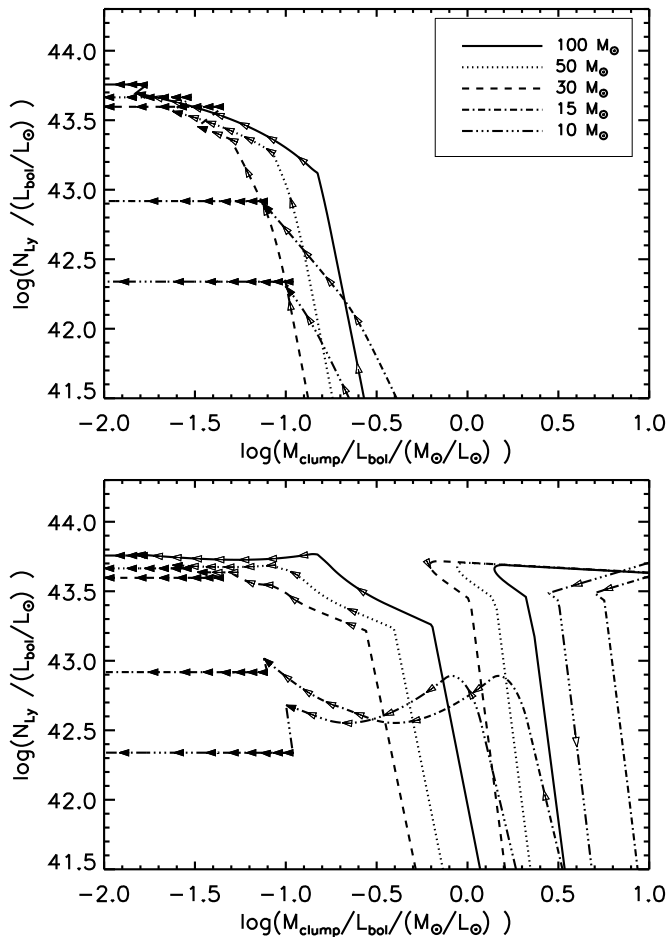 44.0
43.5
43.0
42.5
42.0
41.5
log(N_Ly /(L_bol/L_⊙) )
100 M_⊙
50 M_⊙
30 M_⊙
15 M_⊙
10 M_⊙
−2.0 −1.5 −1.0 −0.5 0.0 0.5 1.0
log(M_clump/L_bol/(M_⊙/L_⊙) )
44.0
43.5
43.0
42.5
42.0
41.5
log(N_Ly /(L_bol/L_⊙) )
−2.0 −1.5 −1.0 −0.5 0.0 0.5 1.0
log(M_clump/L_bol/(M_⊙/L_⊙) )